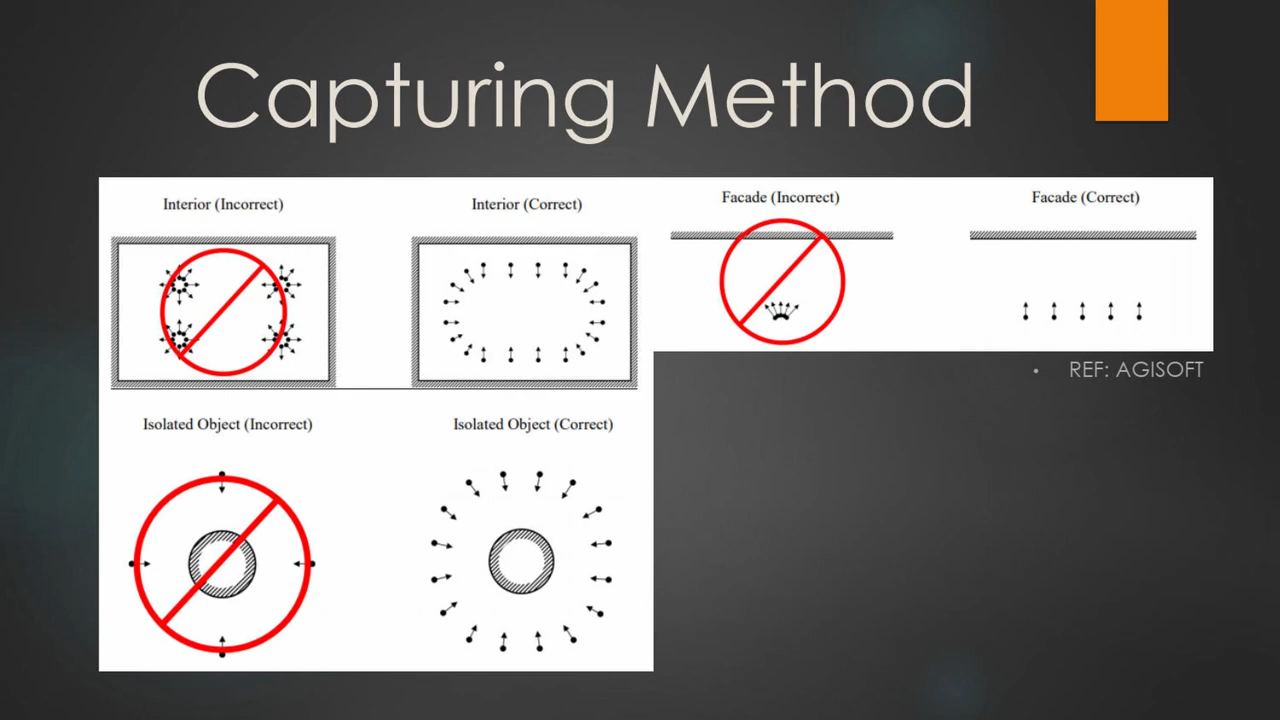 Capturing Method
Interior (Incorrect)
Interior (Correct)
Facade (Incorrect)
Facade (Correct)
• REF: AGISOFT
Isolated Object (Incorrect)
Isolated Object (Correct)